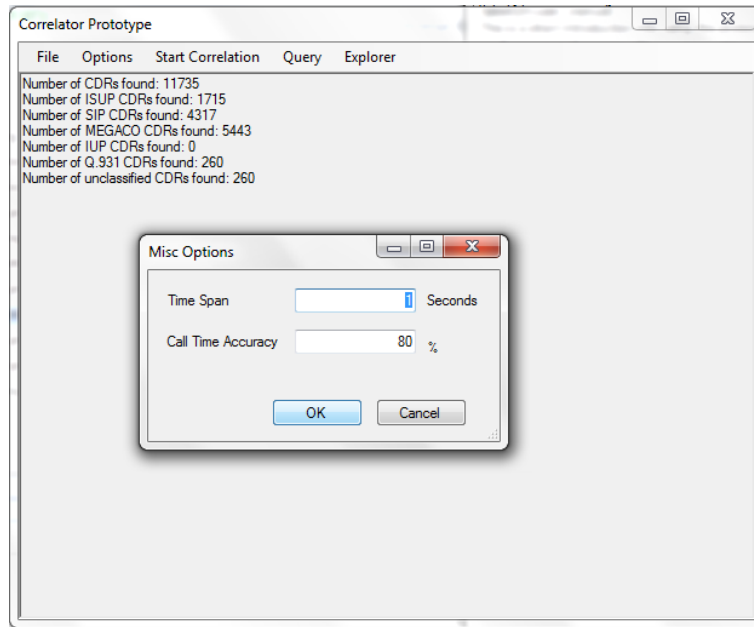 Correlator Prototype
File Options Start Correlation Query Explorer
Number of CDRs found: 11735
Number of ISUP CDRs found: 1715
Number of SIP CDRs found: 4317
Number of MEGACO CDRs found: 5443
Number of IUP CDRs found: 0
Number of Q.931 CDRs found: 260
Number of unclassified CDRs found: 260
Misc Options
Time Span 1 Seconds
Call Time Accuracy 80 %
OK Cancel